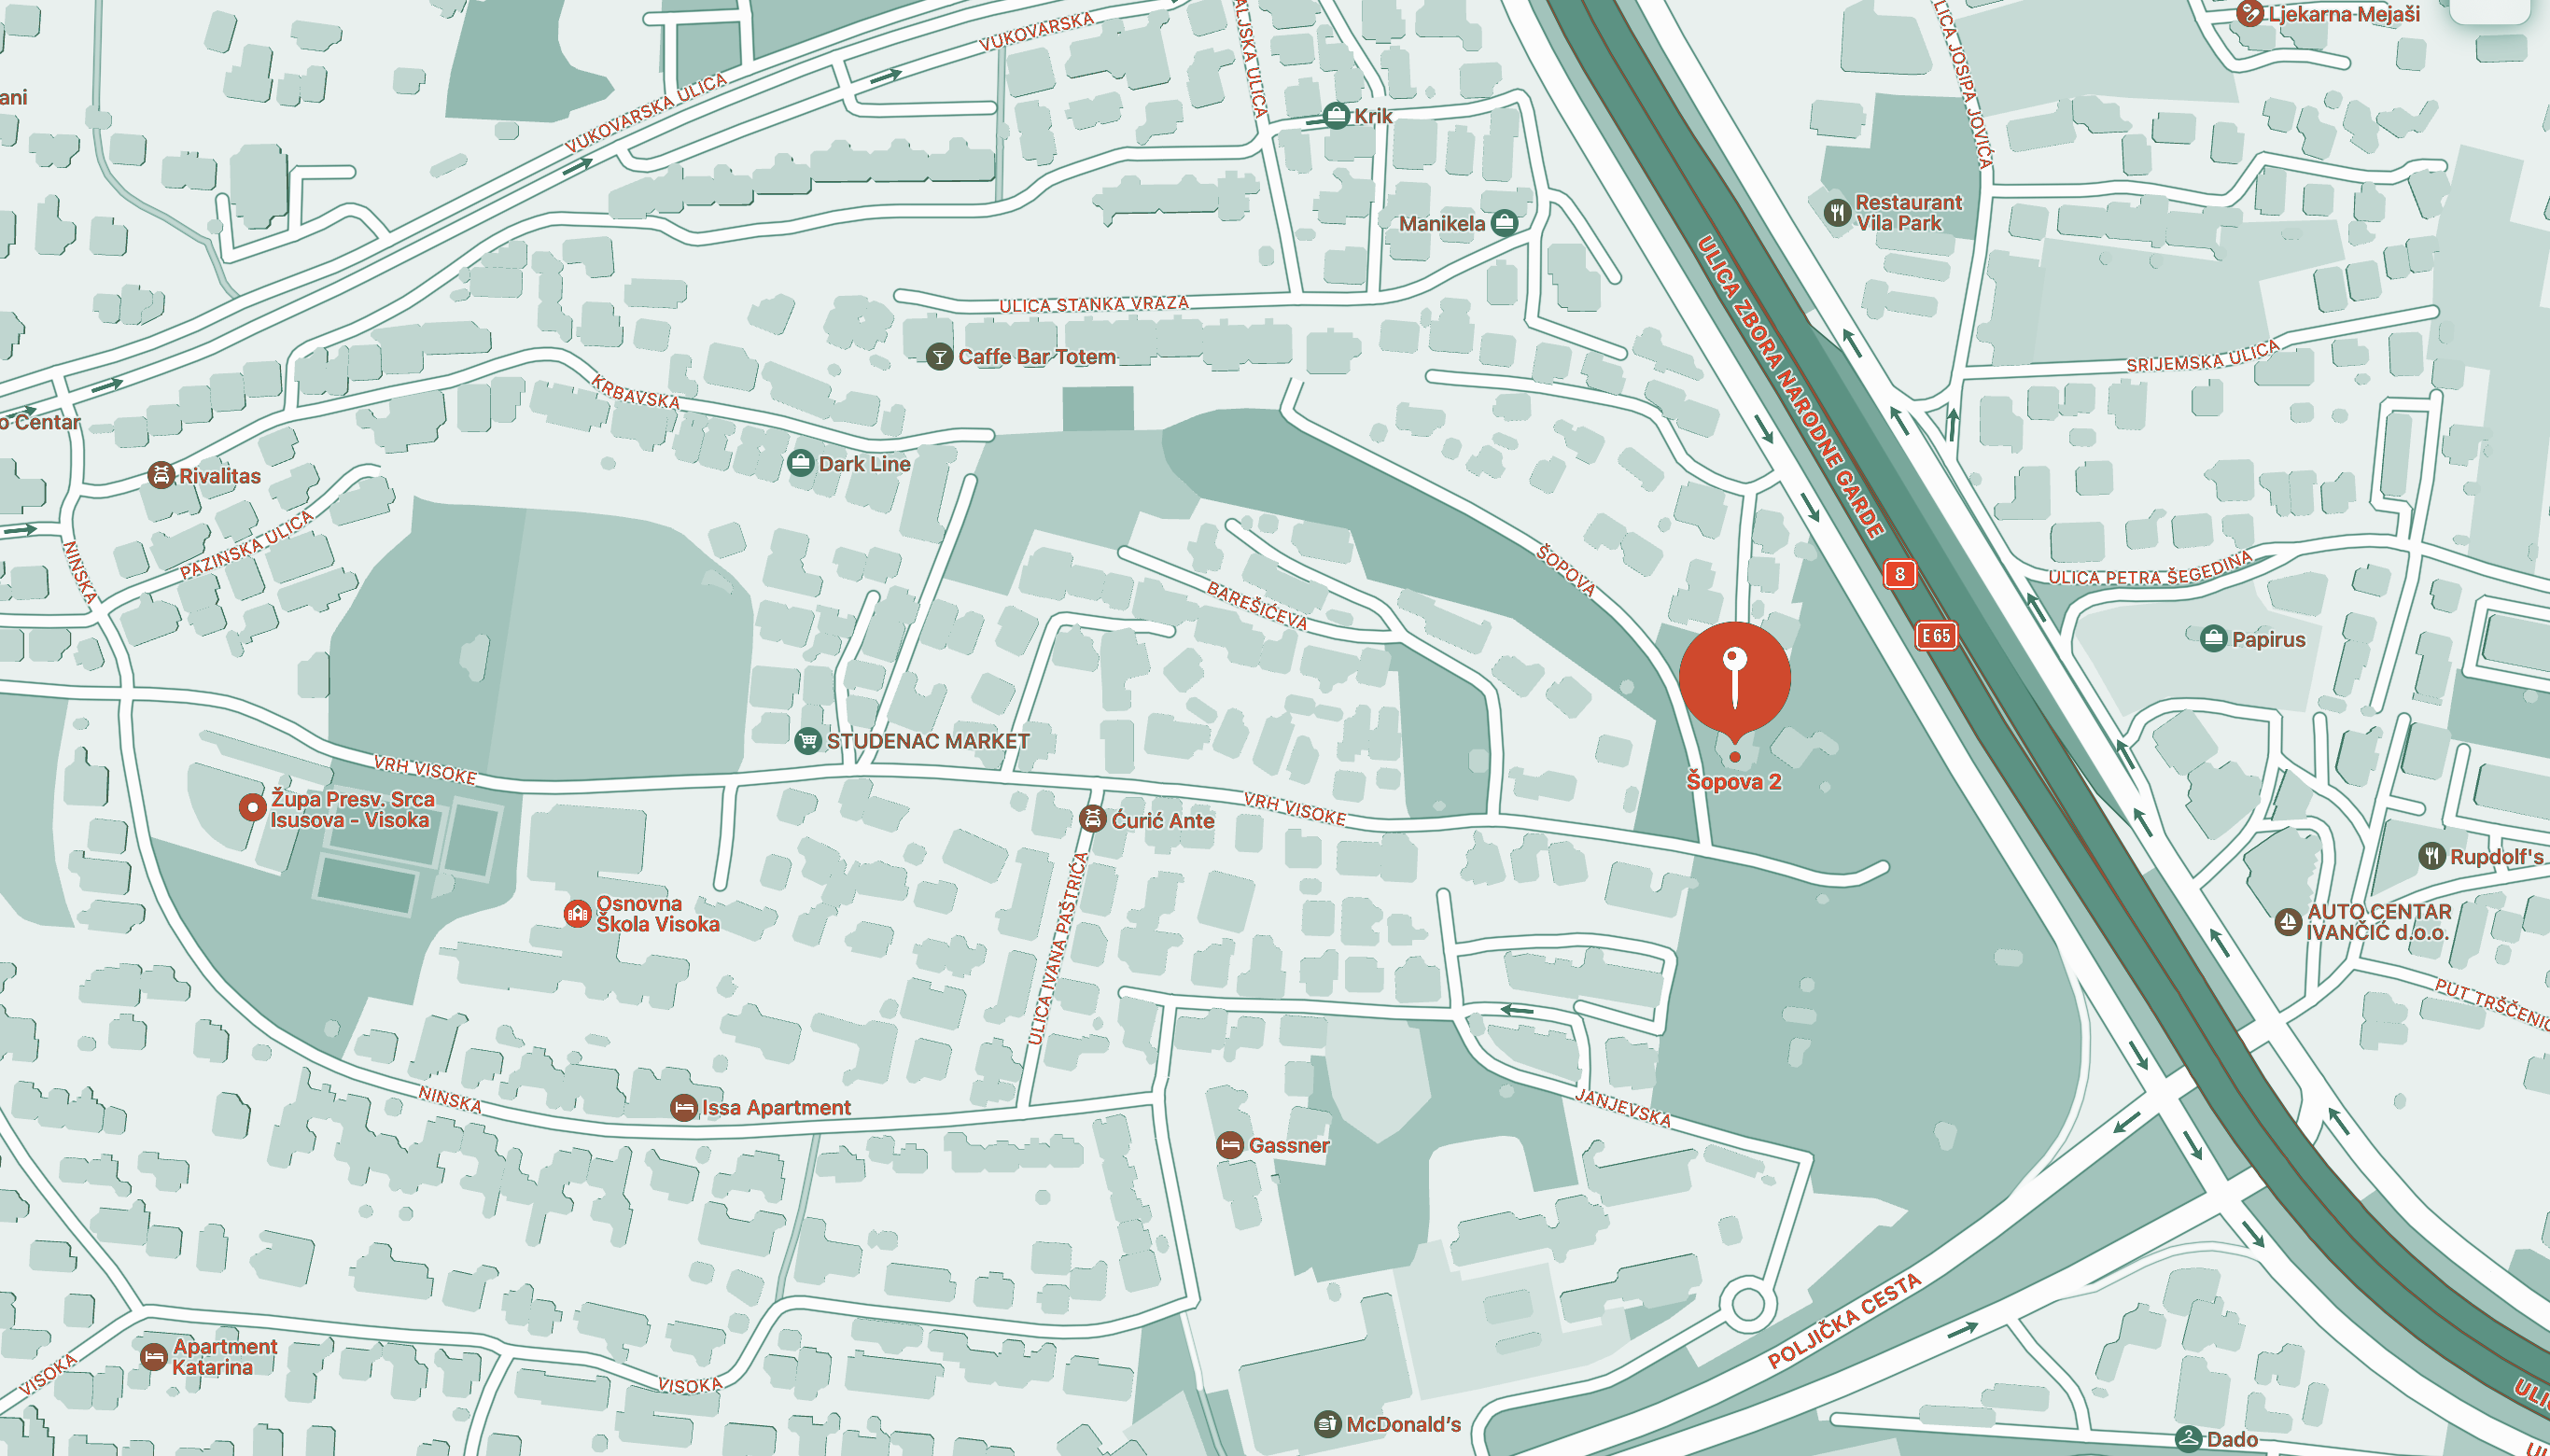 Ljekarna Mejaši
VUKOVARSKA
VUKOVARSKA ULICA
Krik
Restaurant
Vila Park
Manikela
ULICA STANKA VRAZA
Caffe Bar Totem
ULICA ZBORA NARODNE GARDE
SRIJEMSKA ULICA
KRBAVSKA
Dark Line
Rivalitas
PAZINSKA ULICA
NINSKA
ŠOPOVA
BAREŠIĆEVA
8
E 65
ULICA PETRA ŠEGEDINA
Papirus
STUDENAC MARKET
VRH VISOKE
Šopova 2
Župa Presv. Srca
Isusova - Visoka
VRH VISOKE
Ćurić Ante
Rupdolf's
Osnovna
Škola Visoka
ULICA IVANA PAŠTRIĆA
AUTO CENTAR
IVANČIĆ d.o.o.
NINSKA
Issa Apartment
JANJEVSKA
Gassner
POLJIČKA CESTA
Apartment
Katarina
VISOKA
VISOKA
McDonald's
Dado